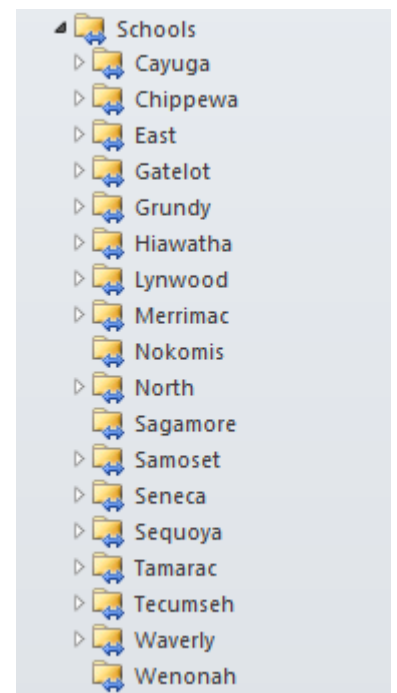 Schools
Cayuga
Chippewa
East
Gatelot
Grundy
Hiawatha
Lynwood
Merrimac
Nokomis
North
Sagamore
Samoset
Seneca
Sequoya
Tamarac
Tecumseh
Waverly
Wenonah